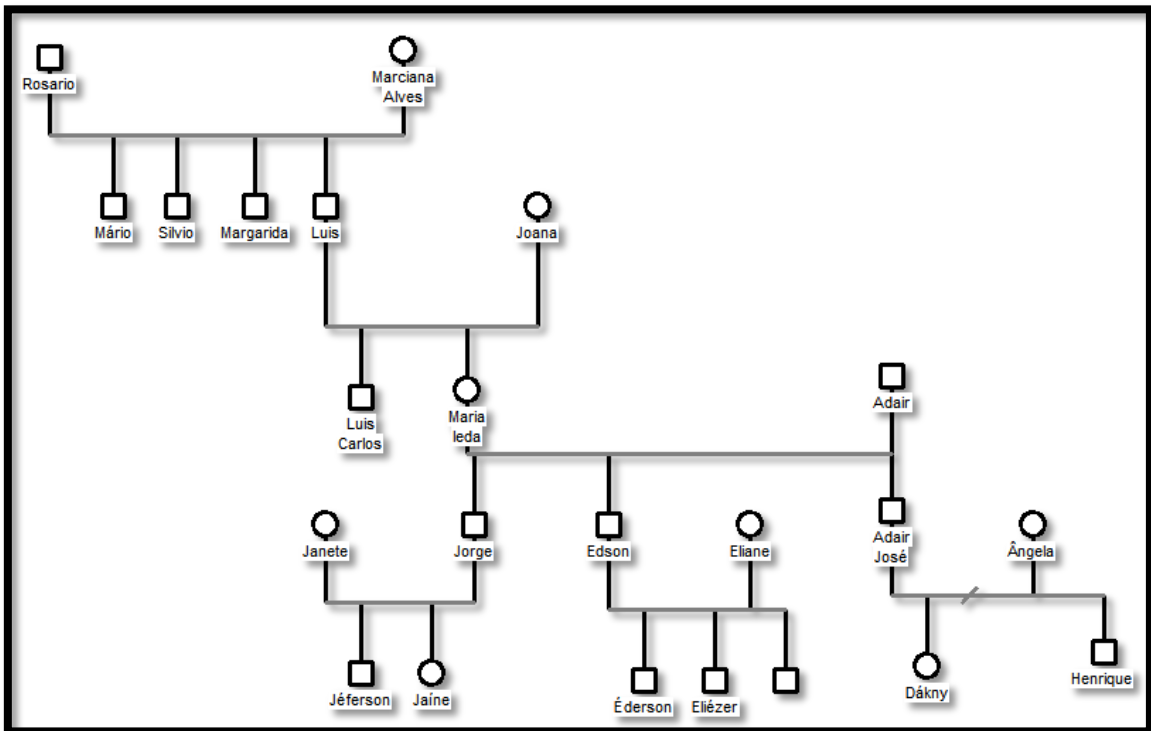 Rosario
Marciana
Alves
Mário
Silvio
Margarida
Luis
Joana
Luis
Carlos
Maria
Ieda
Adair
Janete
Jorge
Edson
Eliane
Adair
José
Ângela
Jéferson
Jaíne
Éderson
Eliézer
Dákny
Henrique